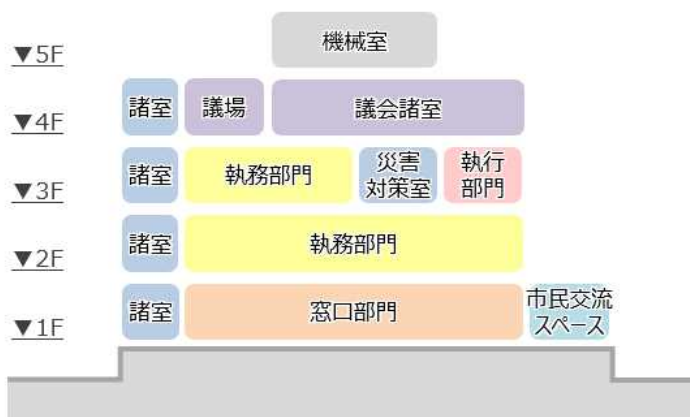 機械室
▼5F
諸室 議場 議会諸室
▼4F
諸室 執務部門 災害
対策室 執行
部門
▼3F
諸室 執務部門
▼2F
諸室 窓口部門 市民交流
スペース
▼1F